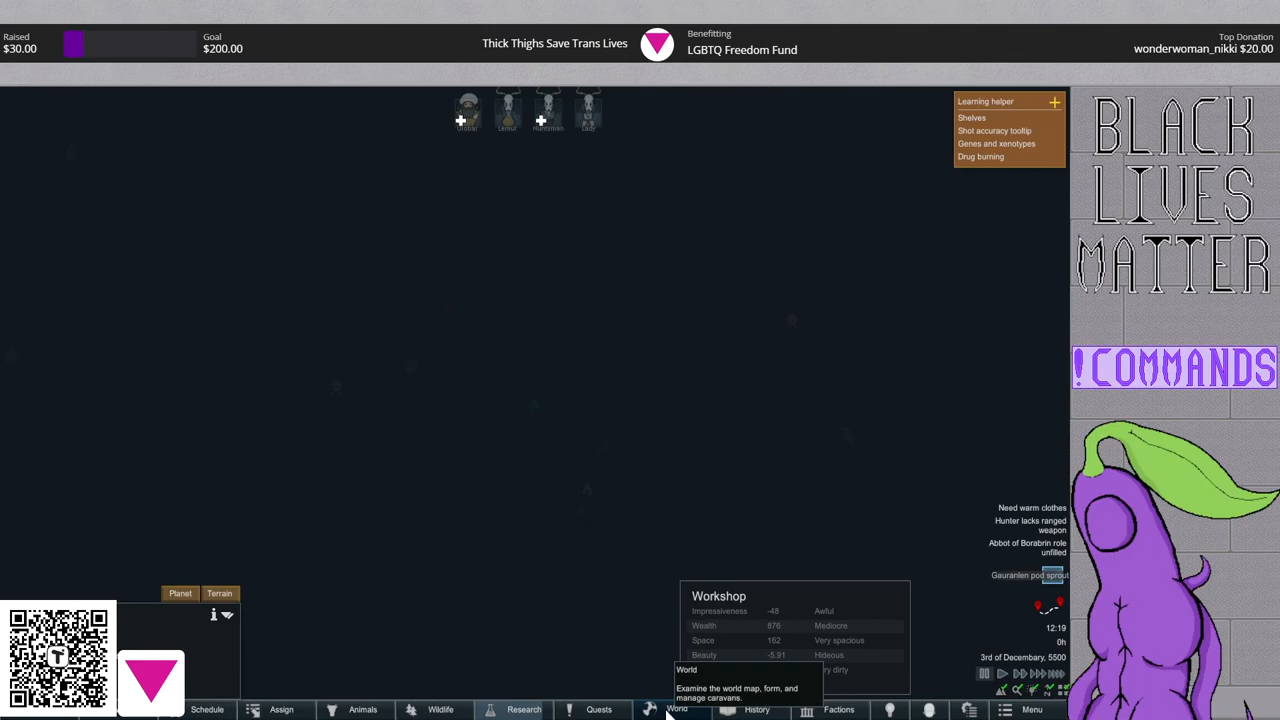 Raised
$30.00
Goal
$200.00
Thick Thighs Save Trans Lives
Benefitting
LGBTQ Freedom Fund
Top Donation
wonderwoman_nikki $20.00
Lemur
Huntsman
Lady
Learning helper
Shelves
Shot accuracy tooltip
Genes and xenotypes
Drug burning
BLACK
LIVES
MATTER
!COMMANDS
Need warm clothes
Hunter lacks ranged
weapon
Abbot of Borabrin role
unfilled
Gauranlen pod sprout
12:19
0h
3rd of Decembary, 5500
Planet
Terrain
Workshop
Impressiveness -48 Awful
Wealth 876 Mediocre
Space 162 Very spacious
Beauty -5.91 Hideous
dirty
World
Examine the world map, form, and
manage caravans.
Schedule
Assign
Animals
Wildlife
Research
Quests
World
History
Factions
Menu